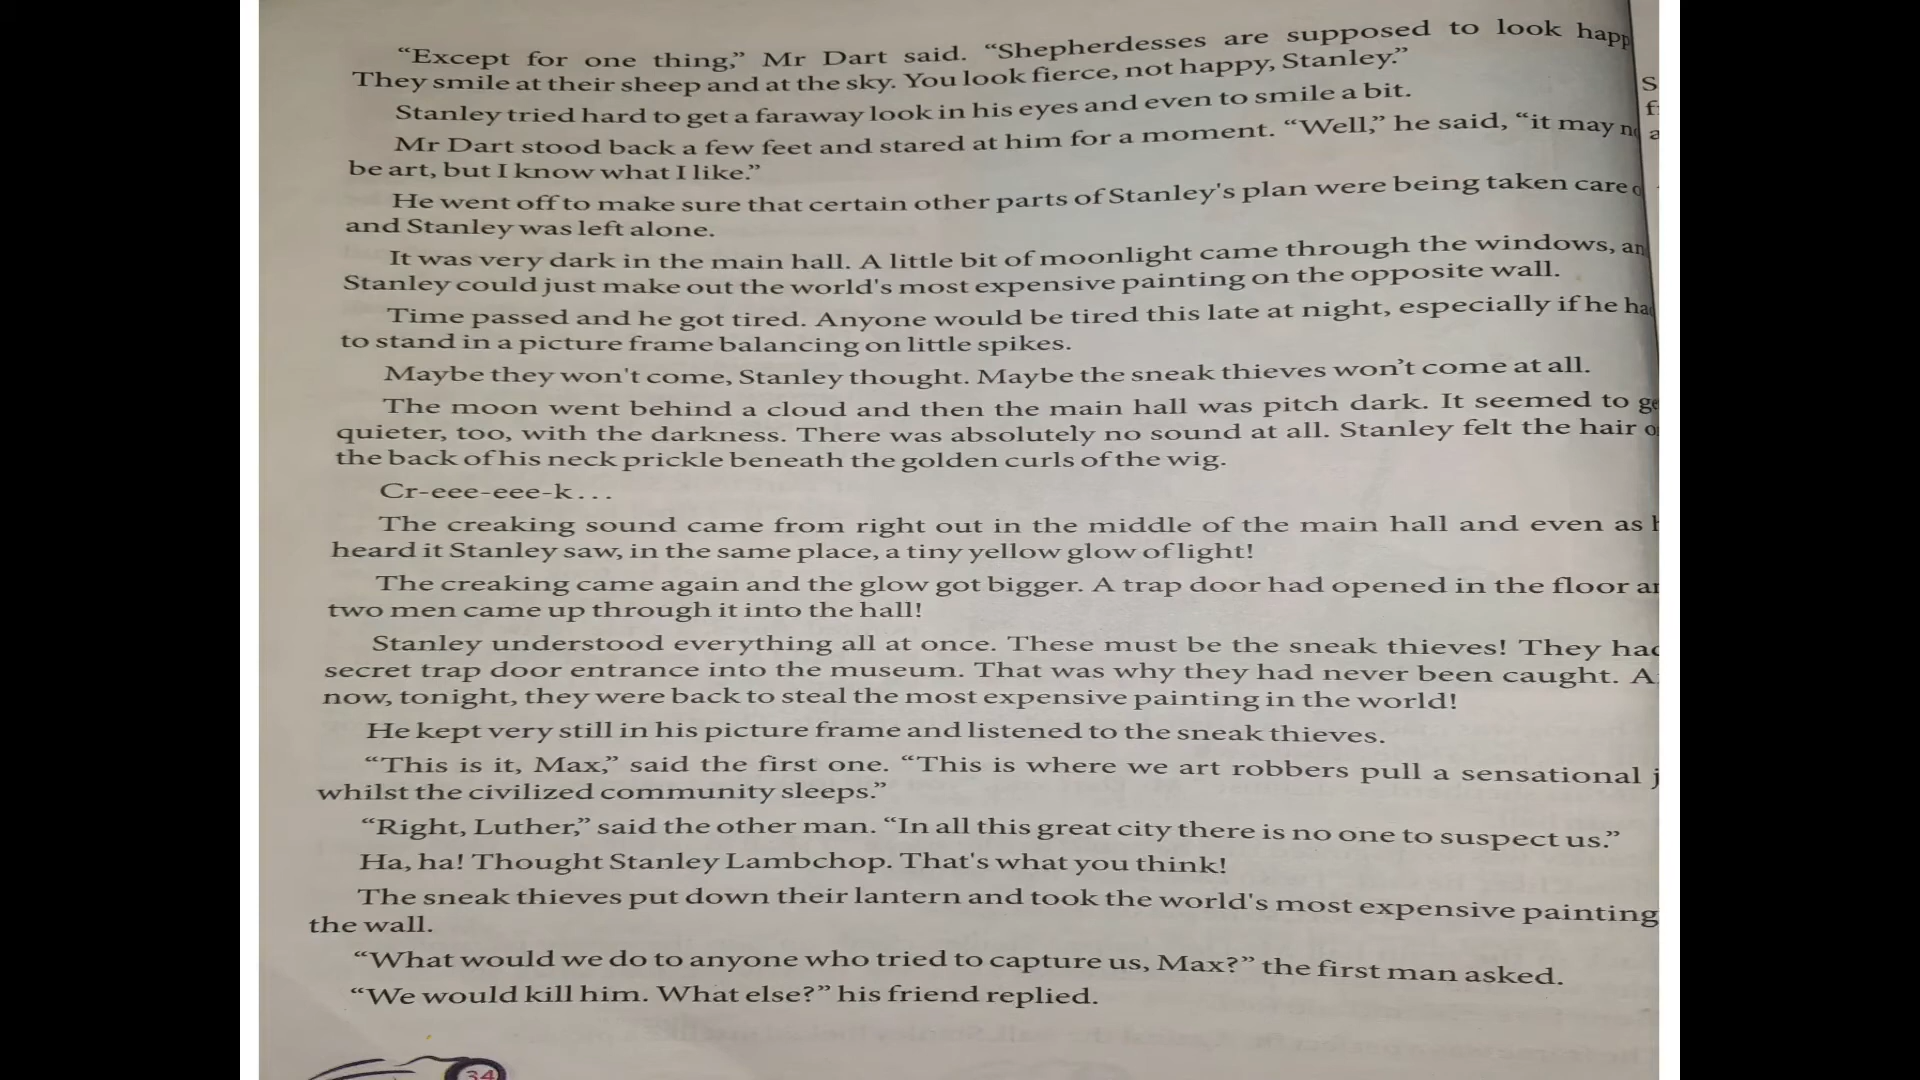 “Except for one thing,” Mr Dart said. “Shepherdesses are supposed to look happ
They smile at their sheep and at the sky. You look fierce, not happy, Stanley.”
Stanley tried hard to get a faraway look in his eyes and even to smile a bit.
Mr Dart stood back a few feet and stared at him for a moment. “Well,” he said, “it may
be art, but I know what I like.”
He went off to make sure that certain other parts of Stanley's plan were being taken care
and Stanley was left alone.
It was very dark in the main hall. A little bit of moonlight came through the windows, an
Stanley could just make out the world's most expensive painting on the opposite wall.
Time passed and he got tired. Anyone would be tired this late at night, especially if he ha
to stand in a picture frame balancing on little spikes.
Maybe they won't come, Stanley thought. Maybe the sneak thieves won’t come at all.
The moon went behind a cloud and then the main hall was pitch dark. It seemed to ge
quieter, too, with the darkness. There was absolutely no sound at all. Stanley felt the hair o
the back of his neck prickle beneath the golden curls of the wig.
Cr-eee-eee-k...
The creaking sound came from right out in the middle of the main hall and even as
heard it Stanley saw, in the same place, a tiny yellow glow of light!
The creaking came again and the glow got bigger. A trap door had opened in the floor
two men came up through it into the hall!
Stanley understood everything all at once. These must be the sneak thieves! They ha
secret trap door entrance into the museum. That was why they had never been caught. A
now, tonight, they were back to steal the most expensive painting in the world!
He kept very still in his picture frame and listened to the sneak thieves.
“This is it, Max,” said the first one. “This is where we art robbers pull a sensational j
whilst the civilized community sleeps.”
“Right, Luther,” said the other man. “In all this great city there is no one to suspect us.”
Ha, ha! Thought Stanley Lambchop. That's what you think!
The sneak thieves put down their lantern and took the world's most expensive painting
the wall.
“What would we do to anyone who tried to capture us, Max?” the first man asked.
“We would kill him. What else?” his friend replied.
34